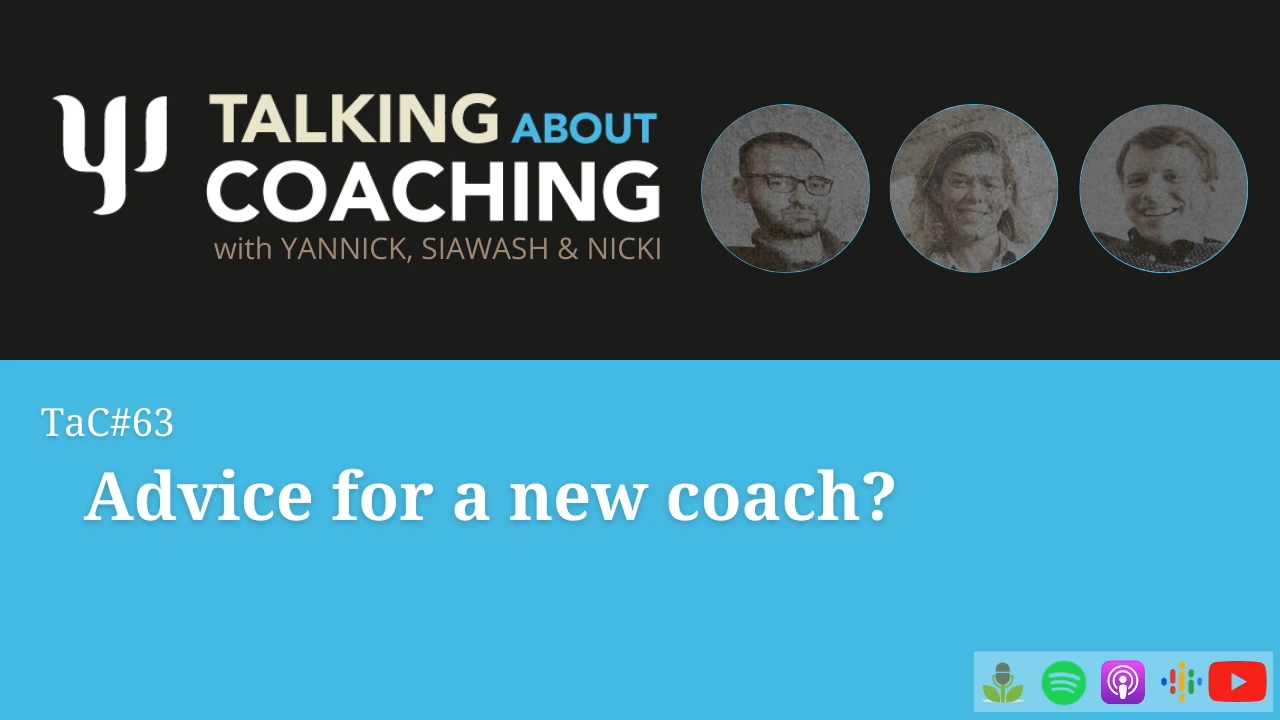 TALKING ABOUT
COACHING
with YANNICK, SIAWASH & NICKI
TaC#63
Advice for a new coach?